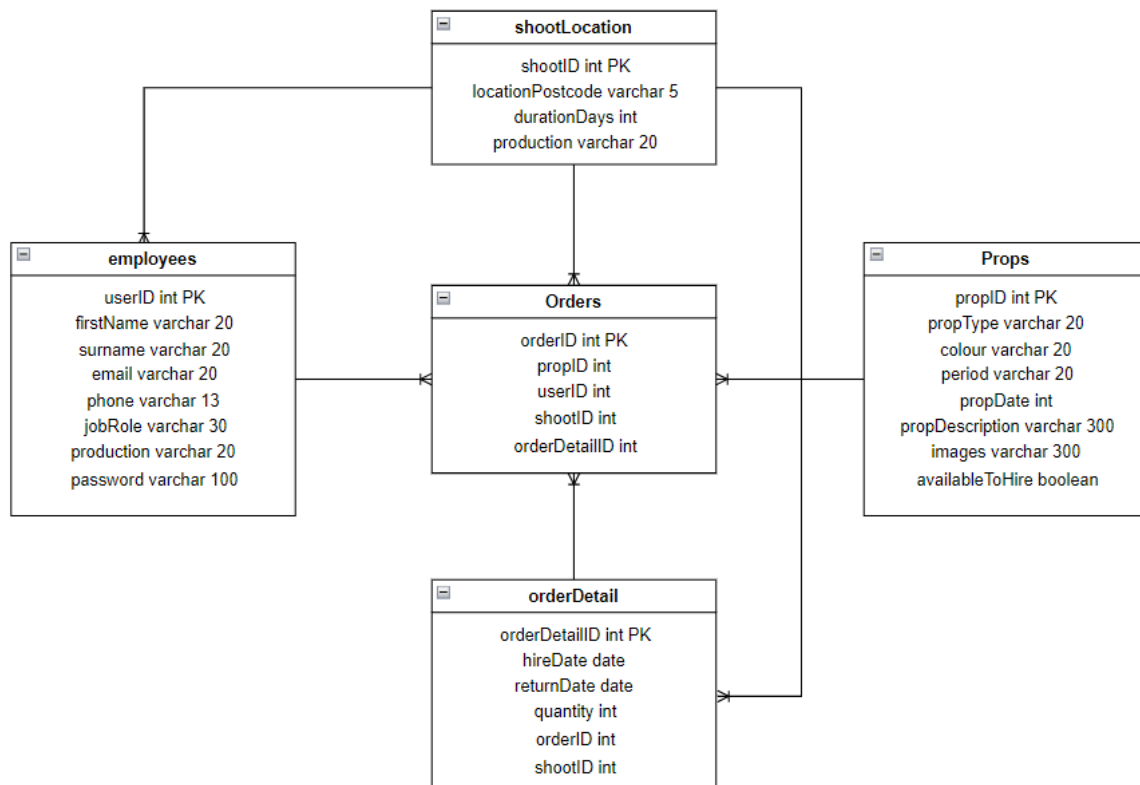 shootLocation
shootID int PK
locationPostcode varchar 5
durationDays int
production varchar 20
employees
userID int PK
firstName varchar 20
surname varchar 20
email varchar 20
phone varchar 13
jobRole varchar 30
production varchar 20
password varchar 100
Orders
orderID int PK
propID int
userID int
shootID int
orderDetailID int
Props
propID int PK
propType varchar 20
colour varchar 20
period varchar 20
propDate int
propDescription varchar 300
images varchar 300
availableToHire boolean
orderDetail
orderDetailID int PK
hireDate date
returnDate date
quantity int
orderID int
shootID int